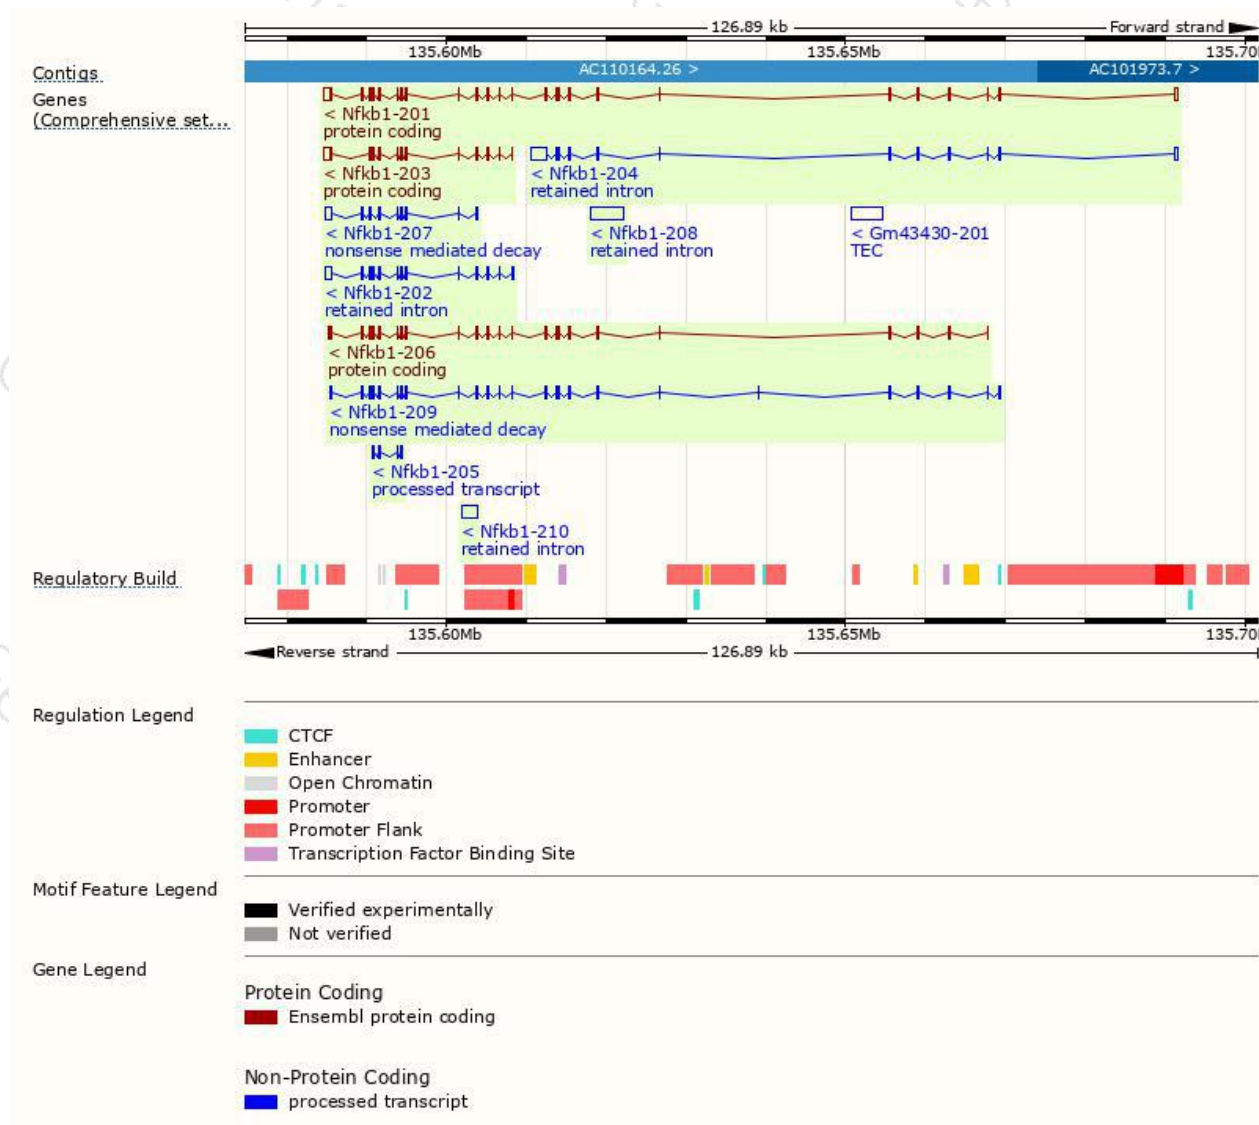 126.89 kb Forward strand
135.60Mb 135.65Mb 135.70
Contigs AC110164.26 > AC101973.7 >
Genes
(Comprehensive set...
< Nfkb1-201
protein coding
< Nfkb1-203 < Nfkb1-204
protein coding retained intron
< Nfkb1-207 < Nfkb1-208 < Gm43430-201
nonsense mediated decay retained intron TEC
< Nfkb1-202
retained intron
< Nfkb1-206
protein coding
< Nfkb1-209
nonsense mediated decay
< Nfkb1-205
processed transcript
< Nfkb1-210
retained intron
Regulatory Build
135.60Mb 135.65Mb 135.70
Reverse strand 126.89 kb
Regulation Legend
CTCF
Enhancer
Open Chromatin
Promoter
Promoter Flank
Transcription Factor Binding Site
Motif Feature Legend
Verified experimentally
Not verified
Gene Legend
Protein Coding
Ensembl protein coding
Non-Protein Coding
processed transcript